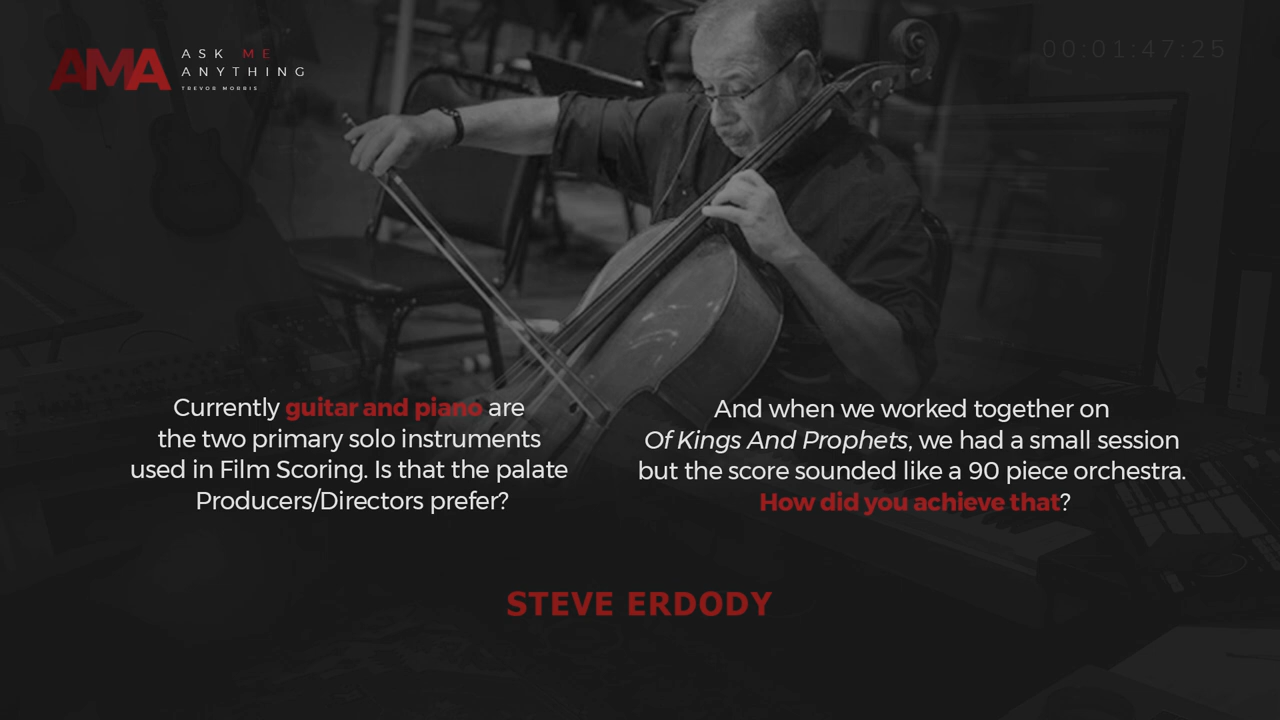 AMA
ASK ME
ANYTHING
TREVOR MORRIS
00:01:47:25
Currently guitar and piano are
the two primary solo instruments
used in Film Scoring. Is that the palate
Producers/Directors prefer?
And when we worked together on
Of Kings And Prophets, we had a small session
but the score sounded like a 90 piece orchestra.
How did you achieve that?
STEVE ERDODY